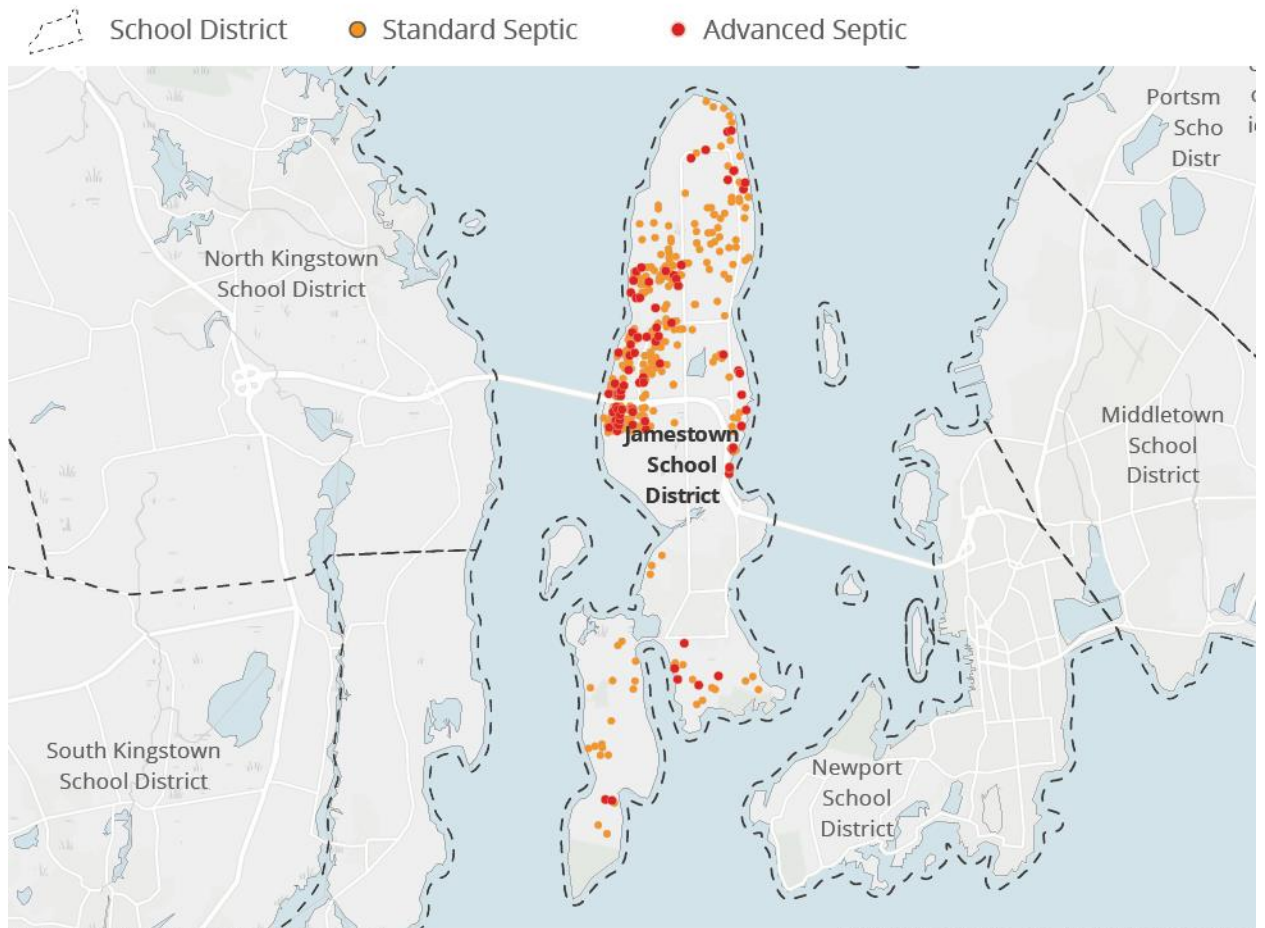 School District
Standard Septic
Advanced Septic
Portsm
Scho
Distr
North Kingstown
School District
Middletown
School
District
Jamestown
School
District
South Kingstown
School District
Newport
School
District